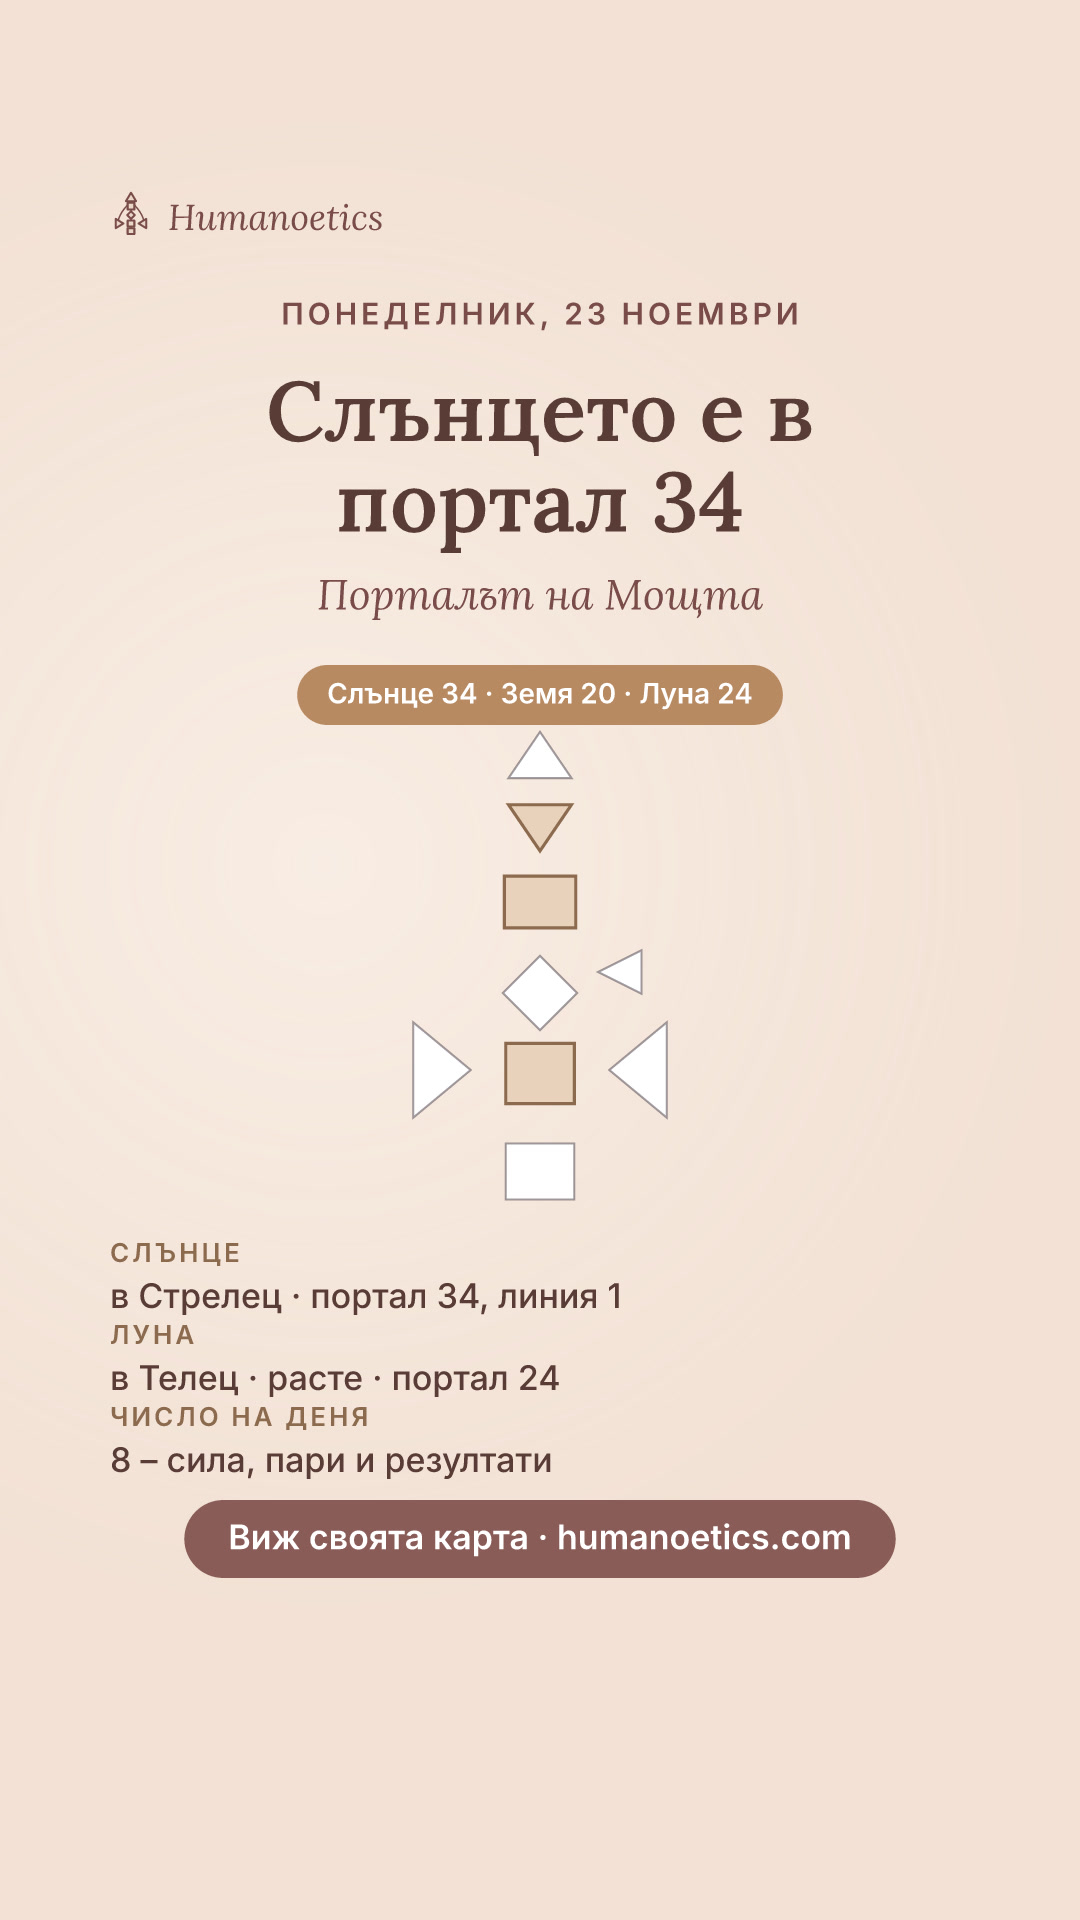 Humanoetics
ПОНЕДЕЛНИК, 23 НОЕМВРИ
Слънцето е в
портал 34
Порталът на Мощта
Слънце 34 · Земя 20 · Луна 24
СЛЪНЦЕ
в Стрелец · портал 34, линия 1
ЛУНА
в Телец · расте · портал 24
ЧИСЛО НА ДЕНЯ
8 – сила, пари и резултати
Виж своята карта · humanoetics.com